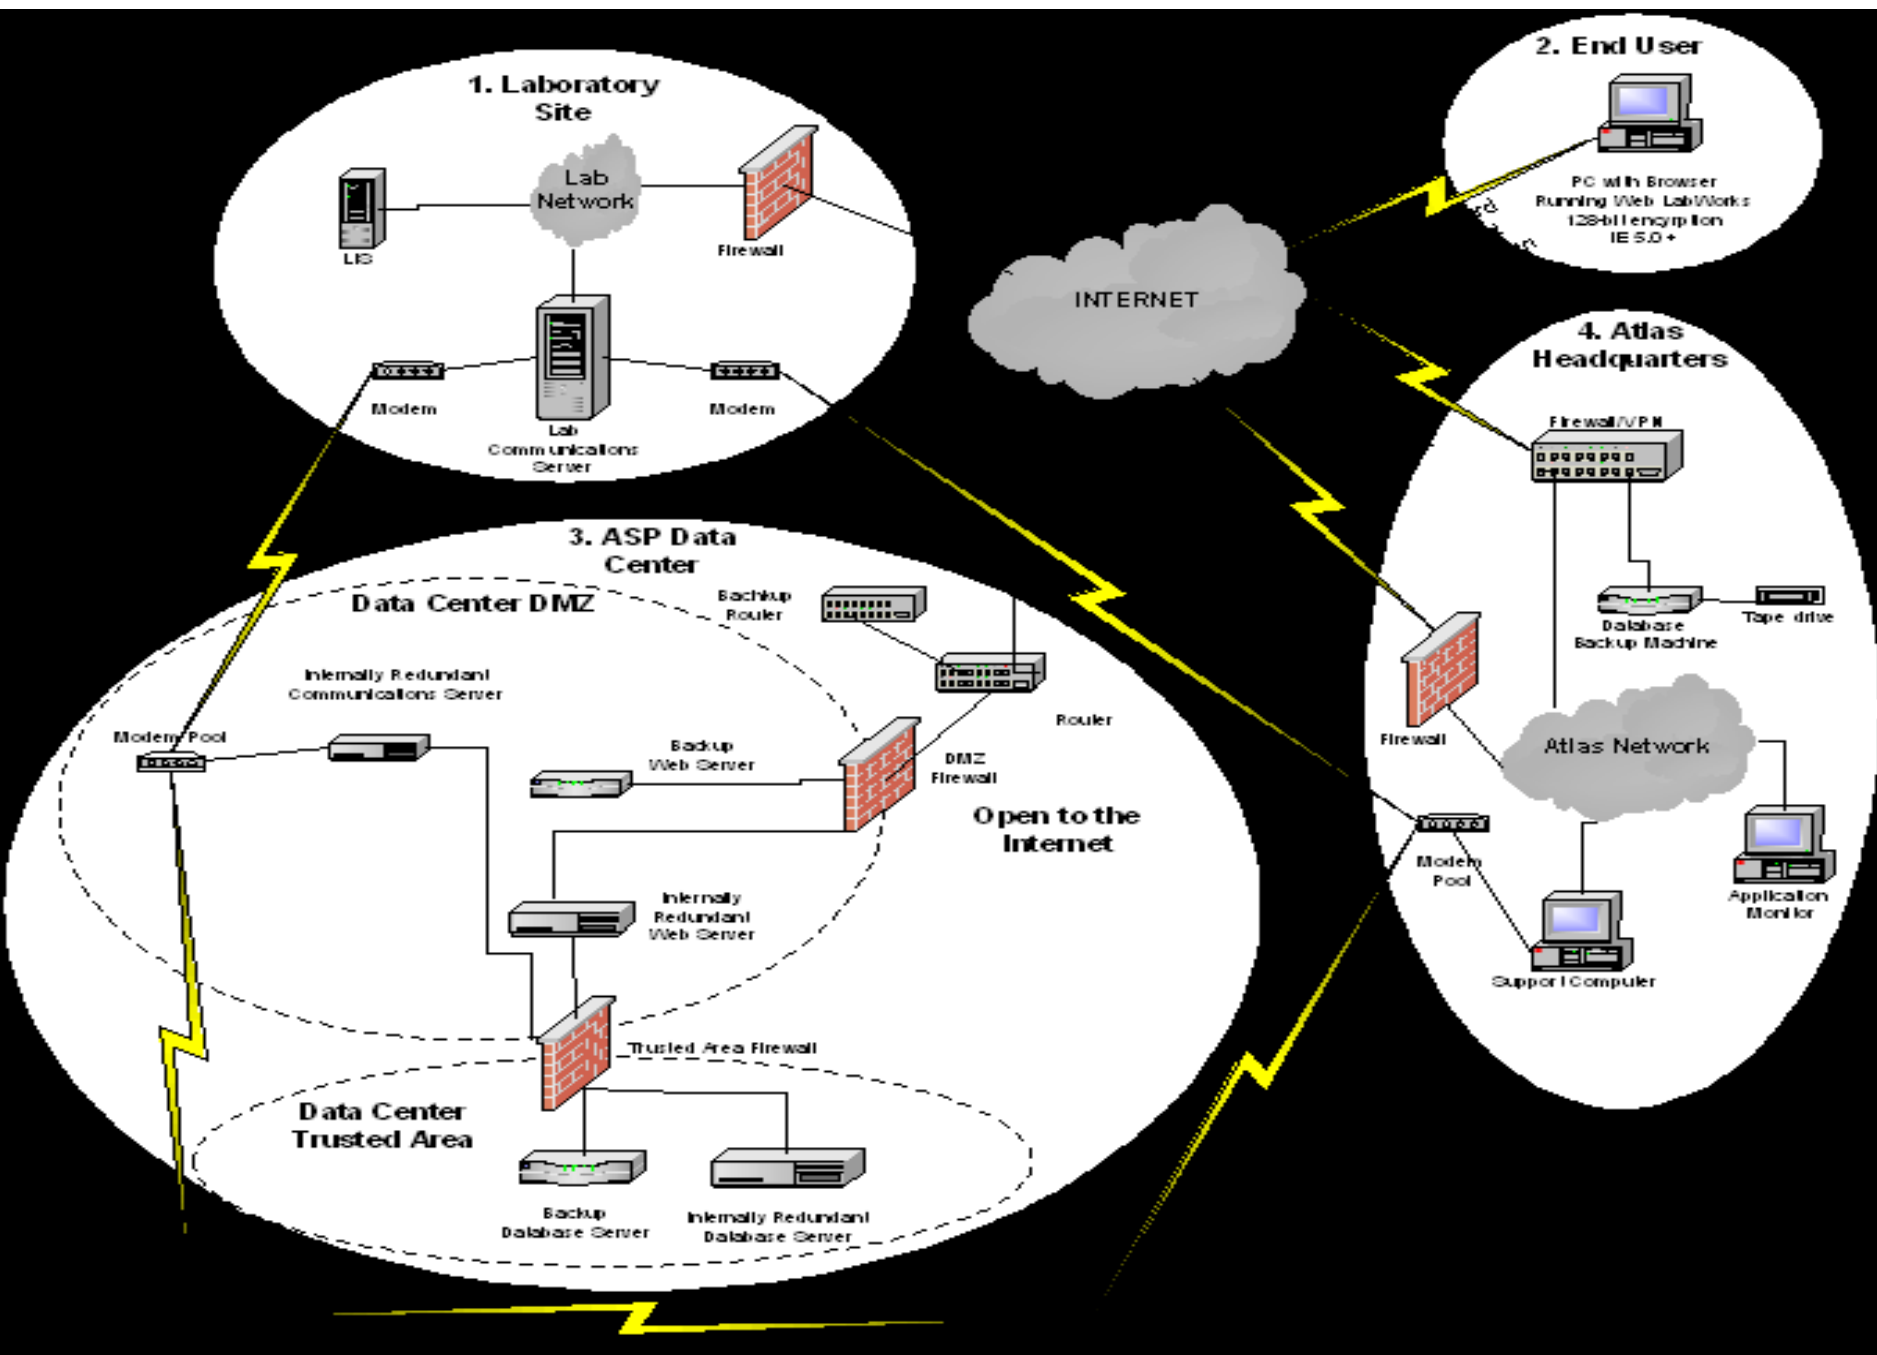 1. Laboratory
Site
Lab
Network
LIS
Firewall
Modem
Modem
Lab
Communications
Server
2. End User
PC with Browser
Running Web LabWorks
128-bit encyrption
IE 5.0 +
INTERNET
4. Atlas
Headquarters
Firewall/VPN
Database
Backup Machine
Tape drive
Firewall
Atlas Network
Modem
Pool
Application
Monitor
Support Computer
3. ASP Data
Center
Data Center DMZ
Bachkup
Router
Internally Redundant
Communications Server
Modem Pool
Router
Backup
Web Server
DMZ
Firewall
Open to the
Internet
Internally
Redundant
Web Server
Trusted Area Firewall
Data Center
Trusted Area
Backup
Database Server
Internally Redundant
Database Server